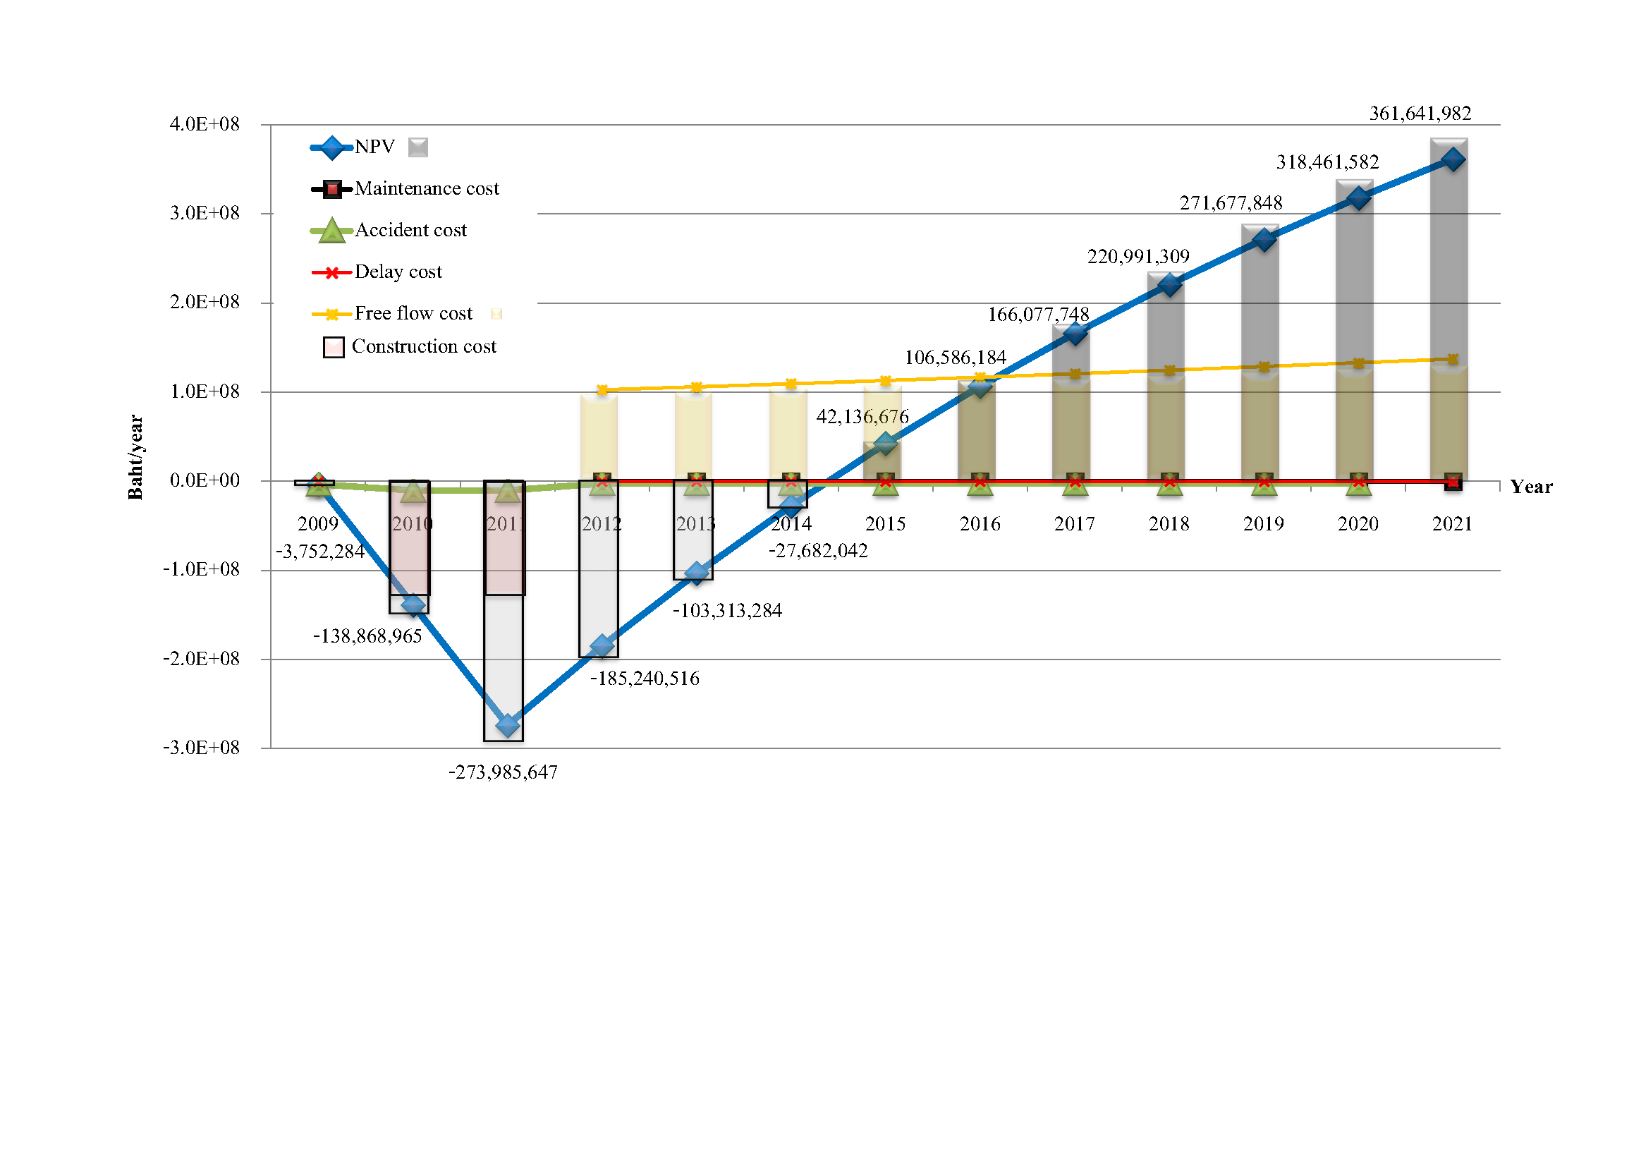 361,641,982
4.0E+08
NPV
318,461,582
Maintenance cost
271,677,848
3.0E+08
Accident cost
220,991,309
Delay cost
2.0E+08
Free flow cost
166,077,748
Construction cost
106,586,184
1.0E+08
42,136,676
Baht/year
0.0E+00
Year
2009 2010 2011 2012 2013 2014 2015 2016 2017 2018 2019 2020 2021
-3,752,284
-27,682,042
-1.0E+08
-103,313,284
-138,868,965
-2.0E+08
-185,240,516
-3.0E+08
-273,985,647